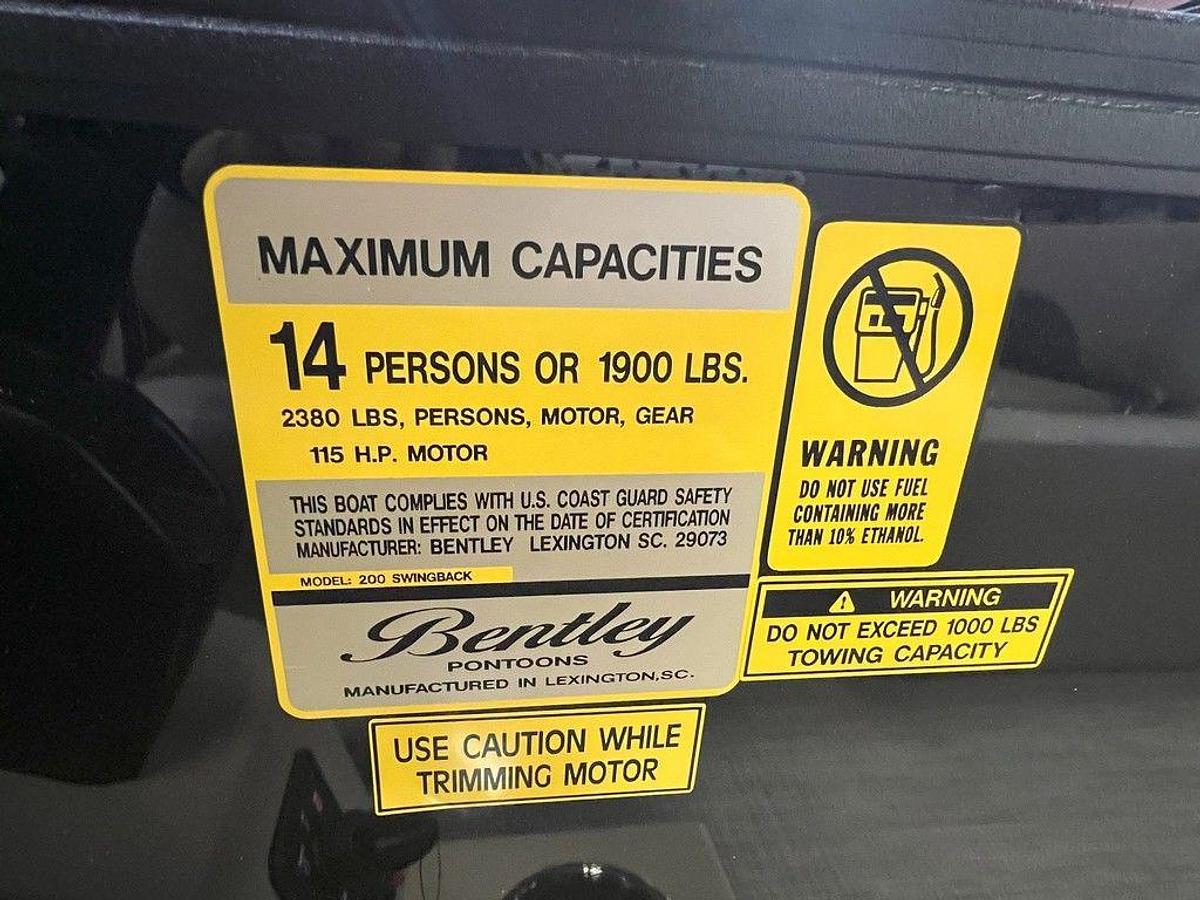 MAXIMUM CAPACITIES
14 PERSONS OR 1900 LBS.
2380 LBS, PERSONS, MOTOR, GEAR
115 H.P. MOTOR
THIS BOAT COMPLIES WITH U.S. COAST GUARD SAFETY
STANDARDS IN EFFECT ON THE DATE OF CERTIFICATION
MANUFACTURER: BENTLEY LEXINGTON SC. 29073
MODEL: 200 SWINGBACK
Bentley
PONTOONS
MANUFACTURED IN LEXINGTON,SC.
WARNING
DO NOT USE FUEL
CONTAINING MORE
THAN 10% ETHANOL.
WARNING
DO NOT EXCEED 1000 LBS
TOWING CAPACITY
USE CAUTION WHILE
TRIMMING MOTOR